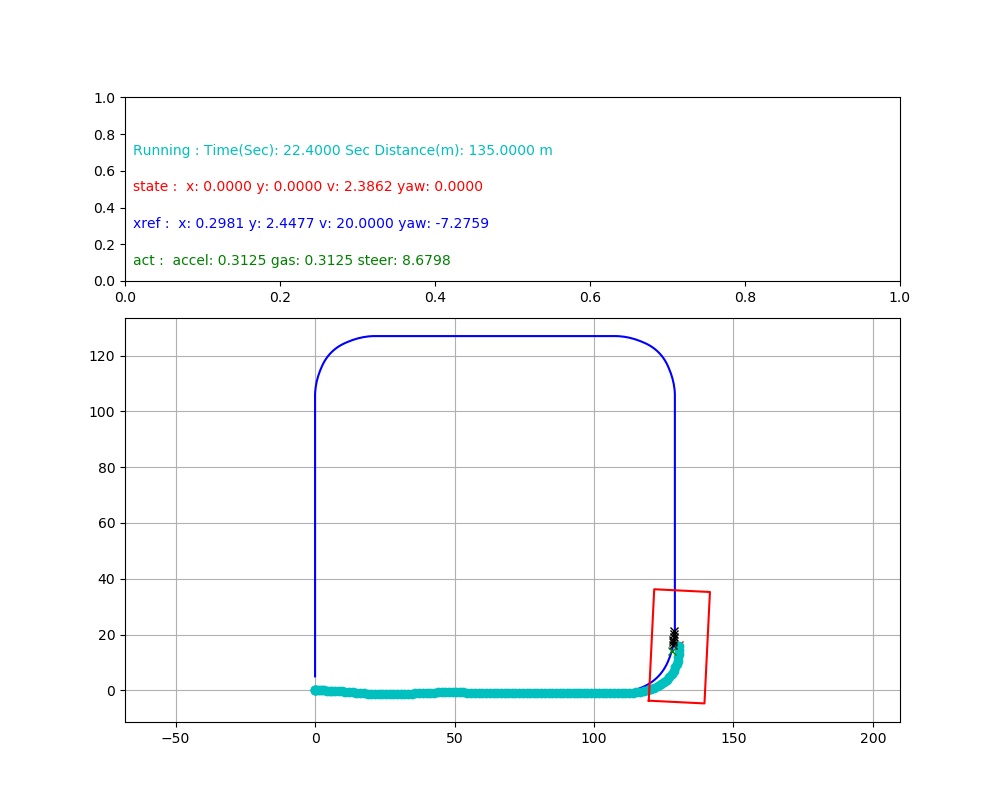 1.0
0.8
Running : Time(Sec): 22.4000 Sec Distance(m): 135.0000 m
0.6
state :  x: 0.0000 y: 0.0000 v: 2.3862 yaw: 0.0000
0.4
xref :  x: 0.2981 y: 2.4477 v: 20.0000 yaw: -7.2759
0.2
act :  accel: 0.3125 gas: 0.3125 steer: 8.6798
0.0
0.0 0.2 0.4 0.6 0.8 1.0
120
100
80
60
40
20
0
−50 0 50 100 150 200